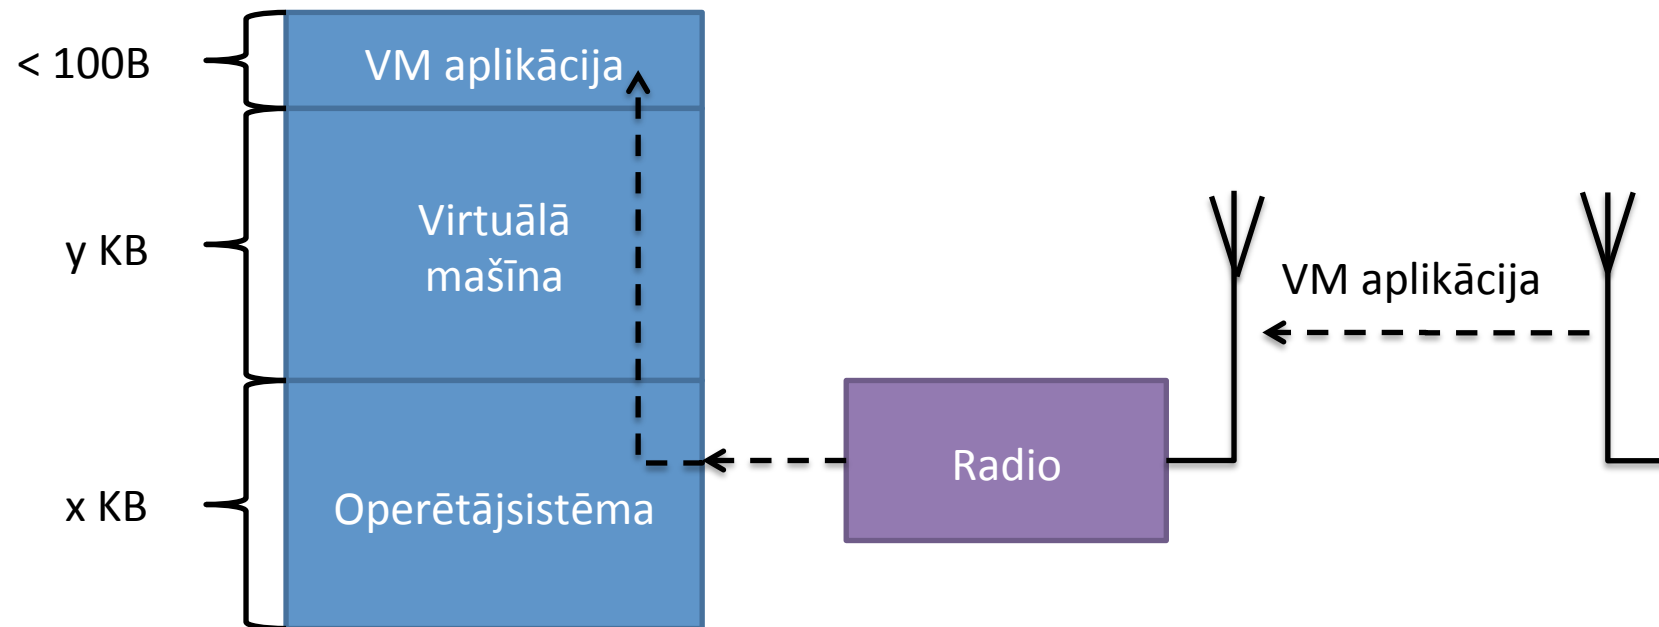 < 100B
VM aplikācija
y KB
Virtuālā
mašīna
VM aplikācija
x KB
Operētājsistēma
Radio